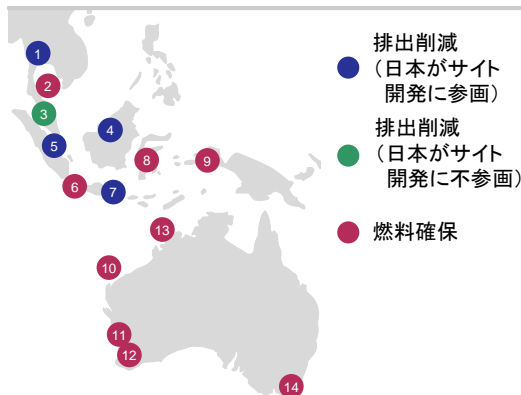 1
2
3
4
5
6
7
8
9
10
11
12
13
14
排出削減
（日本がサイト
開発に参画）
排出削減
（日本がサイト
開発に不参画）
燃料確保